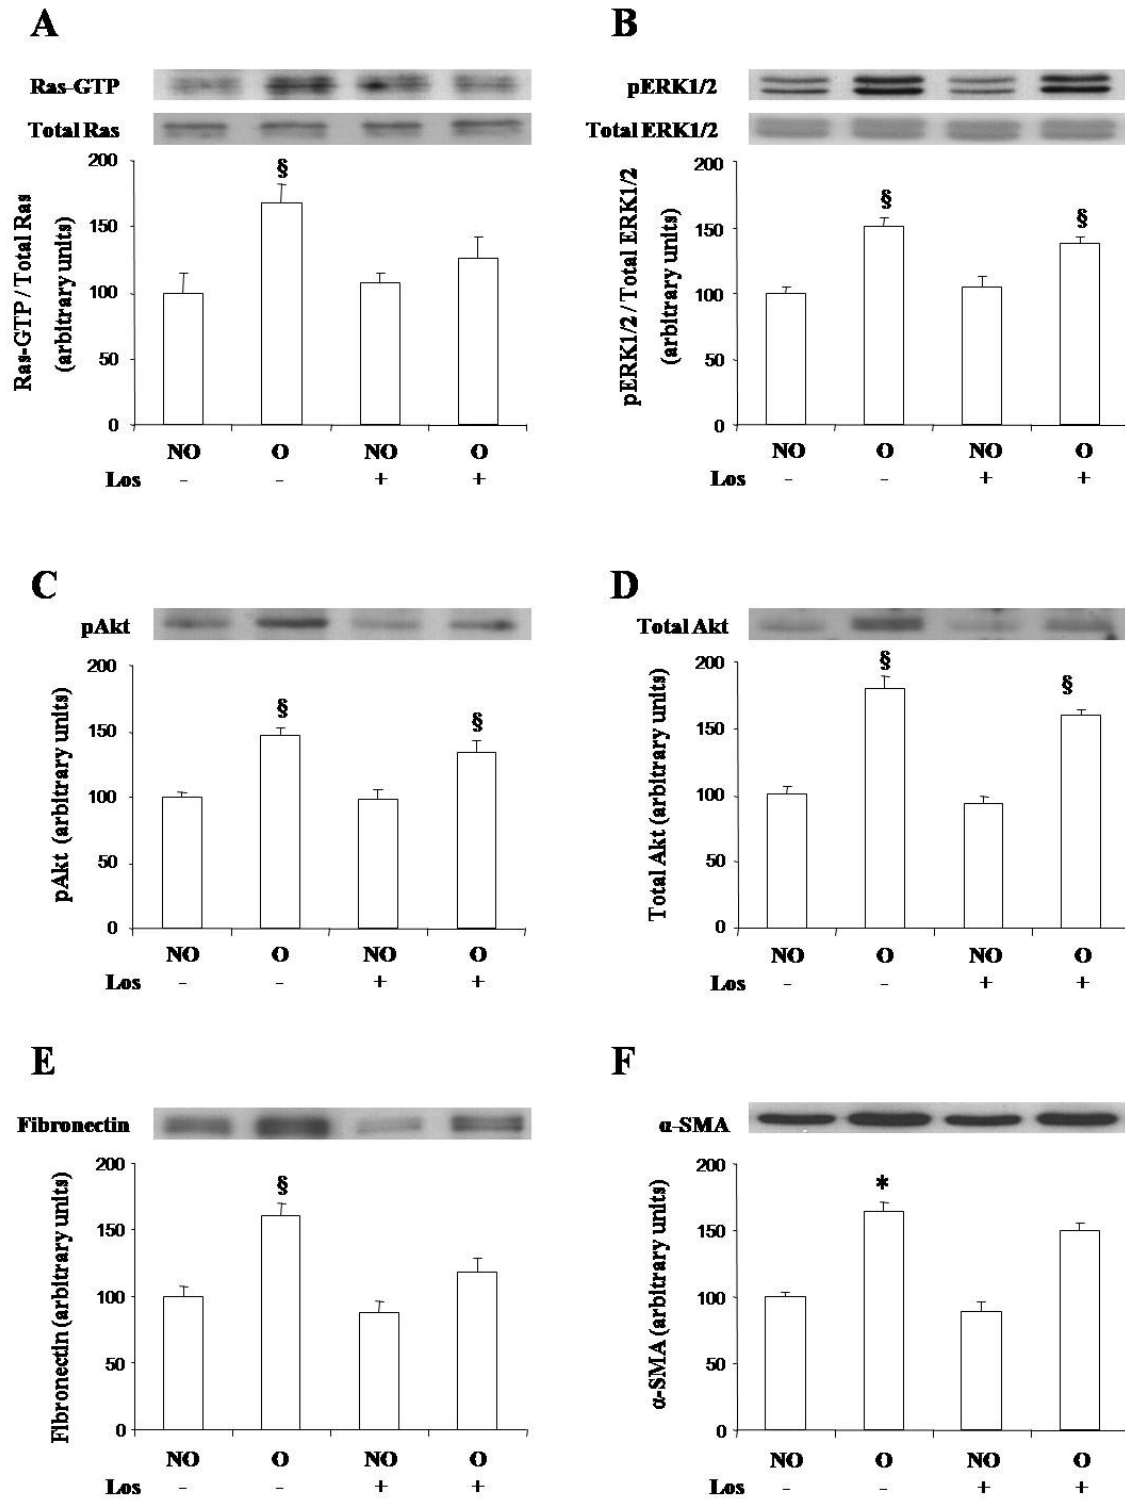 A
Ras-GTP
Total Ras
Ras-GTP / Total Ras
(arbitrary units)
200
150
100
50
0
§
NO O NO O
Los - - + +
B
pERK1/2
Total ERK1/2
pERK1/2 / Total ERK1/2
(arbitrary units)
200
150
100
50
0
§
§
NO O NO O
Los - - + +
C
pAkt
pAkt (arbitrary units)
200
150
100
50
0
§
§
NO O NO O
Los - - + +
D
Total Akt
Total Akt (arbitrary units)
200
150
100
50
0
§
§
NO O NO O
Los - - + +
E
Fibronectin
Fibronectin (arbitrary units)
200
150
100
50
0
§
NO O NO O
Los - - + +
F
α-SMA
α-SMA (arbitrary units)
200
150
100
50
0
*
NO O NO O
Los - - + +